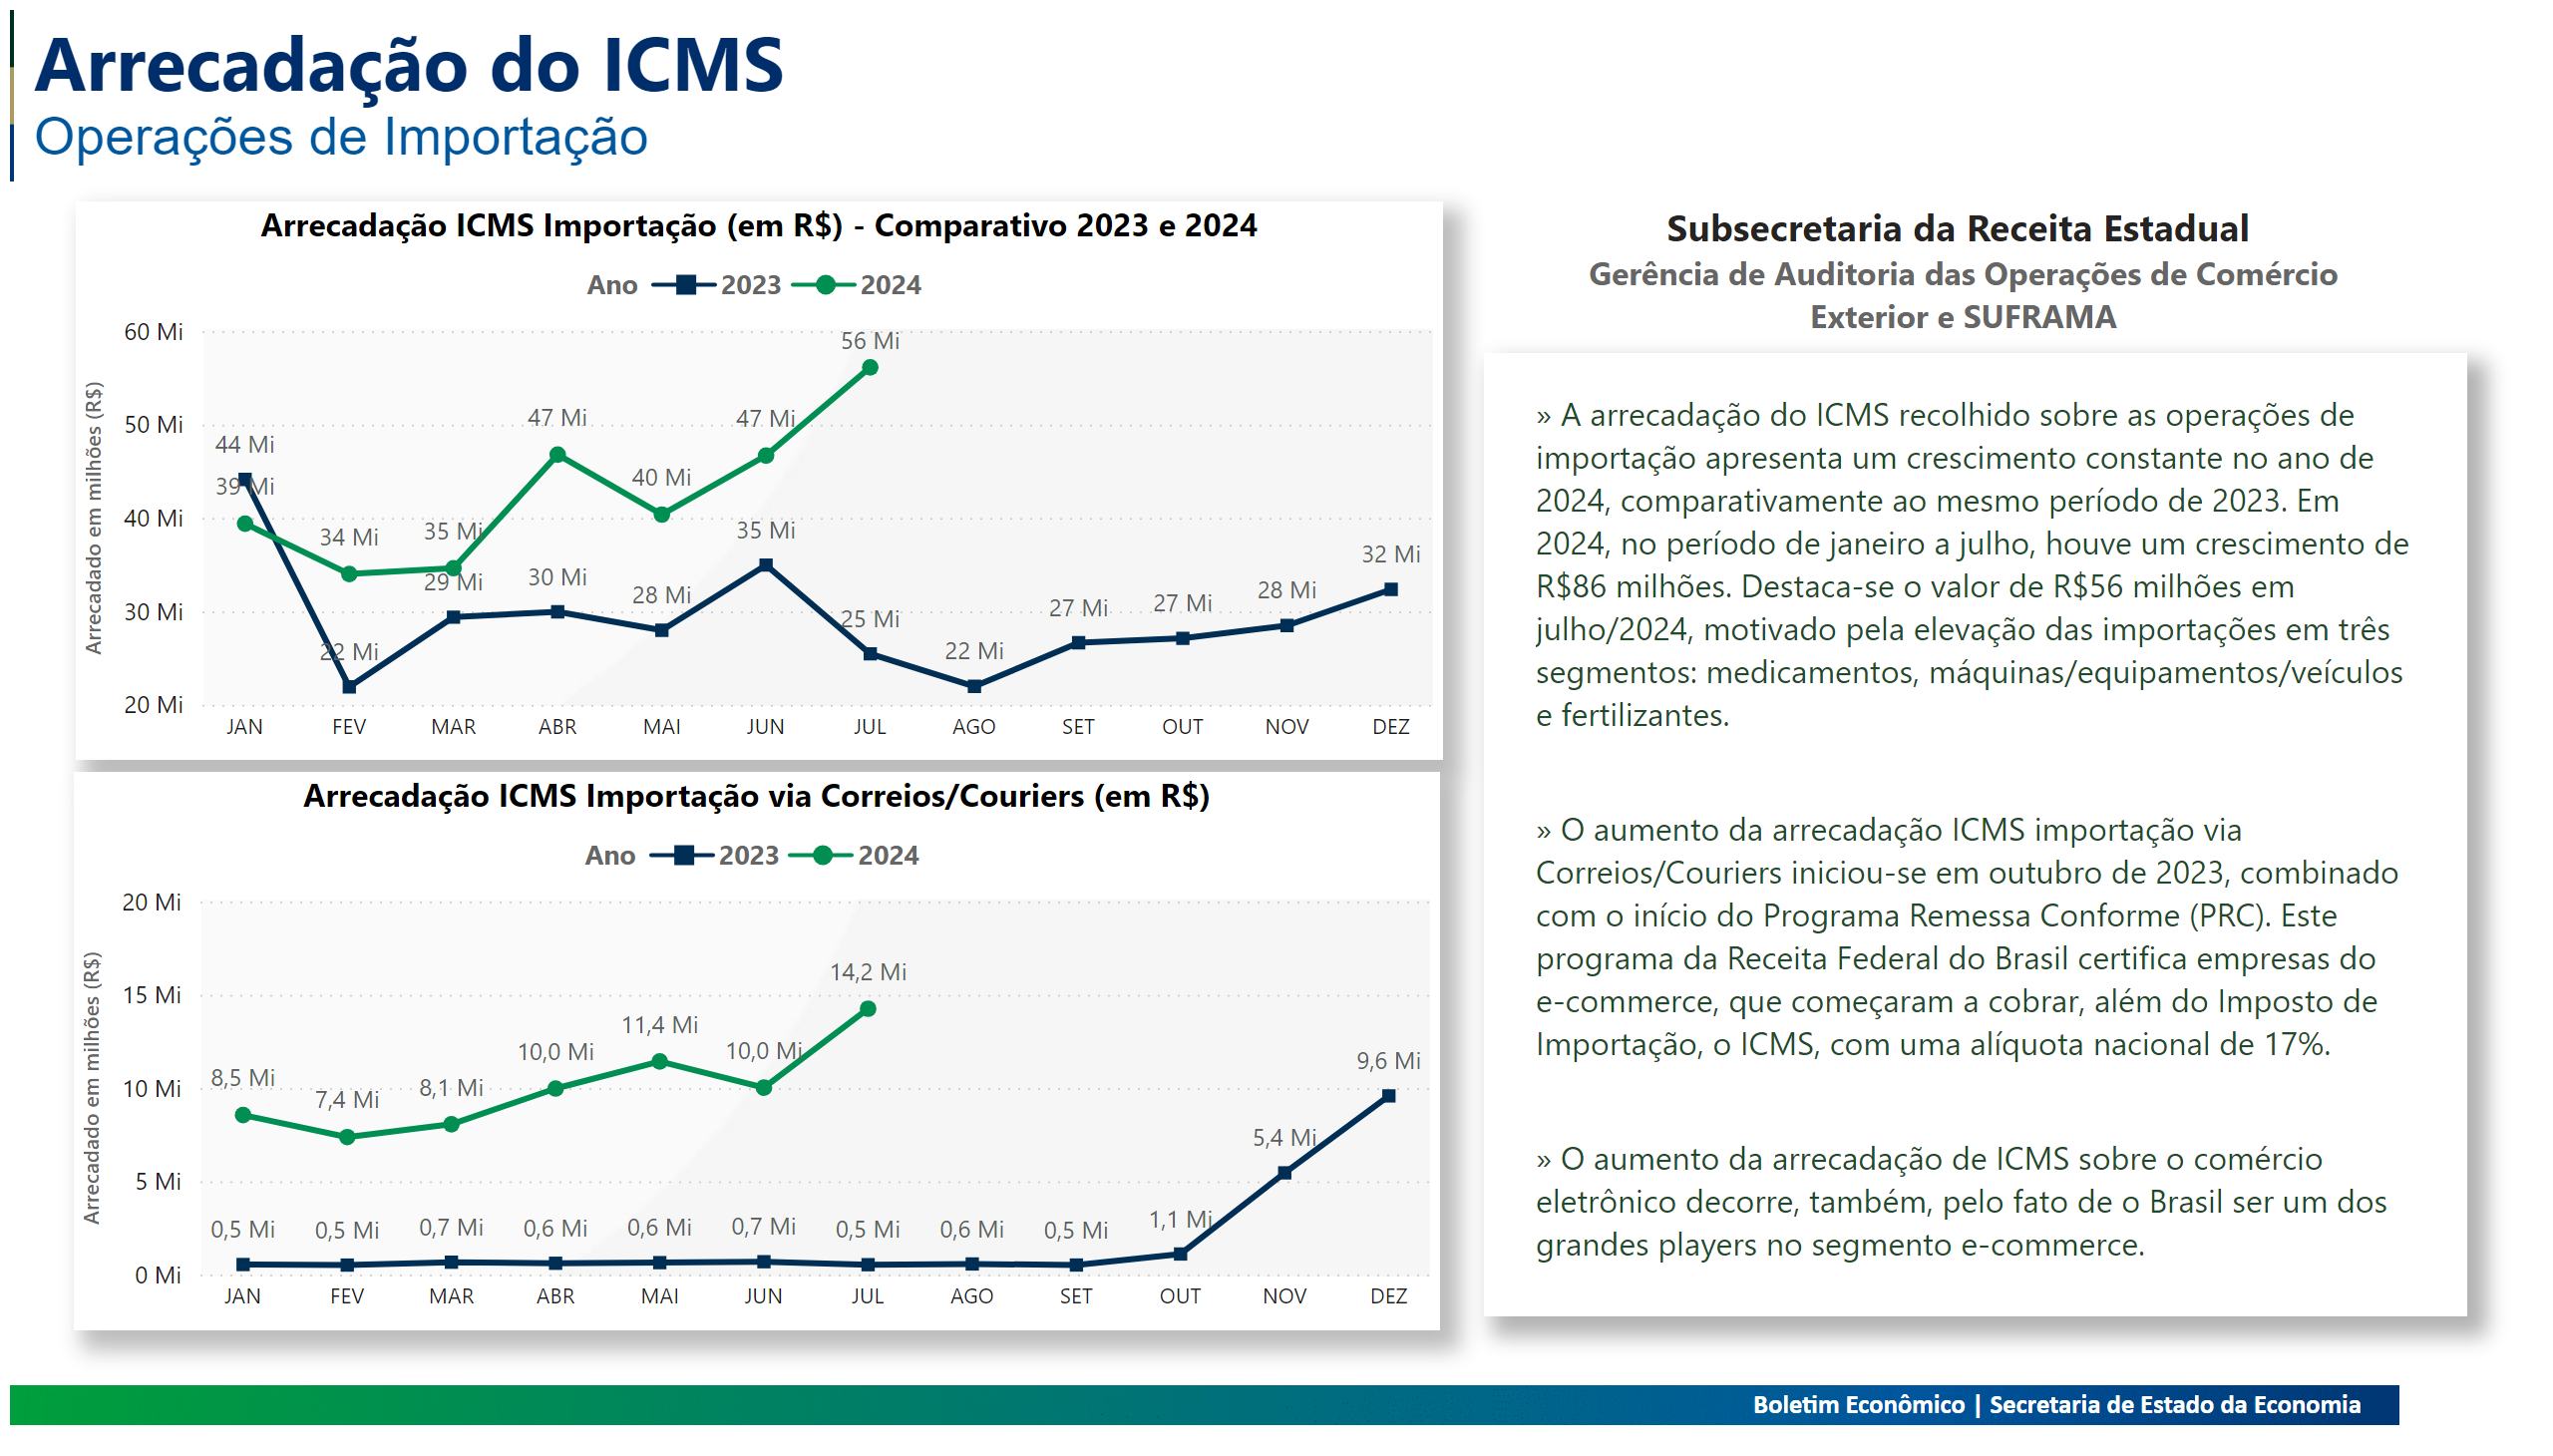 Arrecadação do ICMS
Operações de Importação
Arrecadação ICMS Importação (em R$) - Comparativo 2023 e 2024
Ano 2023 2024
Arrecadado em milhões (R$)
60 Mi
50 Mi
40 Mi
30 Mi
20 Mi
44 Mi
39 Mi
22 Mi
34 Mi
35 Mi
29 Mi
47 Mi
30 Mi
40 Mi
28 Mi
47 Mi
35 Mi
56 Mi
25 Mi
22 Mi
27 Mi
27 Mi
28 Mi
32 Mi
JAN FEV MAR ABR MAI JUN JUL AGO SET OUT NOV DEZ
Arrecadação ICMS Importação via Correios/Couriers (em R$)
Ano 2023 2024
Arrecadado em milhões (R$)
20 Mi
15 Mi
10 Mi
5 Mi
0 Mi
8,5 Mi
7,4 Mi
8,1 Mi
10,0 Mi
11,4 Mi
10,0 Mi
14,2 Mi
0,5 Mi
0,5 Mi
0,7 Mi
0,6 Mi
0,6 Mi
0,7 Mi
0,5 Mi
0,6 Mi
0,5 Mi
1,1 Mi
5,4 Mi
9,6 Mi
JAN FEV MAR ABR MAI JUN JUL AGO SET OUT NOV DEZ
Subsecretaria da Receita Estadual
Gerência de Auditoria das Operações de Comércio
Exterior e SUFRAMA
» A arrecadação do ICMS recolhido sobre as operações de
importação apresenta um crescimento constante no ano de
2024, comparativamente ao mesmo período de 2023. Em
2024, no período de janeiro a julho, houve um crescimento de
R$86 milhões. Destaca-se o valor de R$56 milhões em
julho/2024, motivado pela elevação das importações em três
segmentos: medicamentos, máquinas/equipamentos/veículos
e fertilizantes.
» O aumento da arrecadação ICMS importação via
Correios/Couriers iniciou-se em outubro de 2023, combinado
com o início do Programa Remessa Conforme (PRC). Este
programa da Receita Federal do Brasil certifica empresas do
e-commerce, que começaram a cobrar, além do Imposto de
Importação, o ICMS, com uma alíquota nacional de 17%.
» O aumento da arrecadação de ICMS sobre o comércio
eletrônico decorre, também, pelo fato de o Brasil ser um dos
grandes players no segmento e-commerce.
Boletim Econômico | Secretaria de Estado da Economia